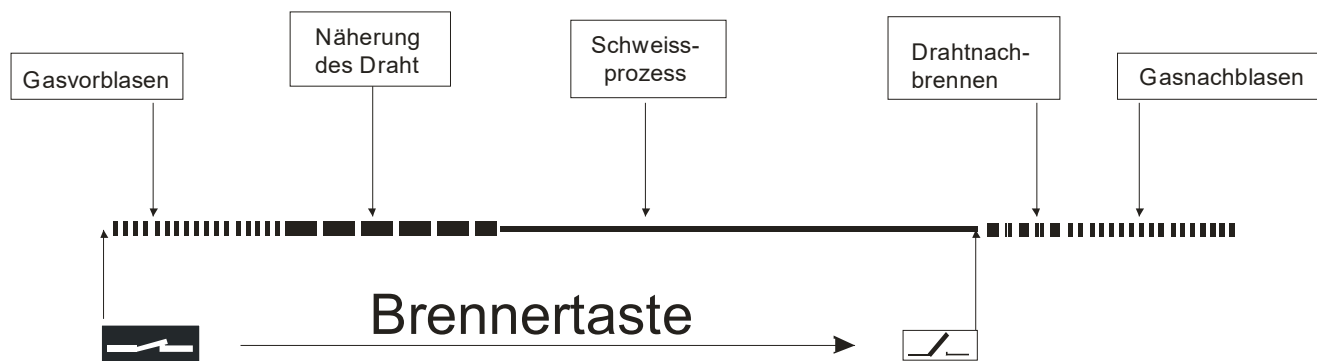 Gasvorblasen
Näherung
des Draht
Schweiss-
prozess
Drahtnach-
brennen
Gasnachblasen
Brennertaste